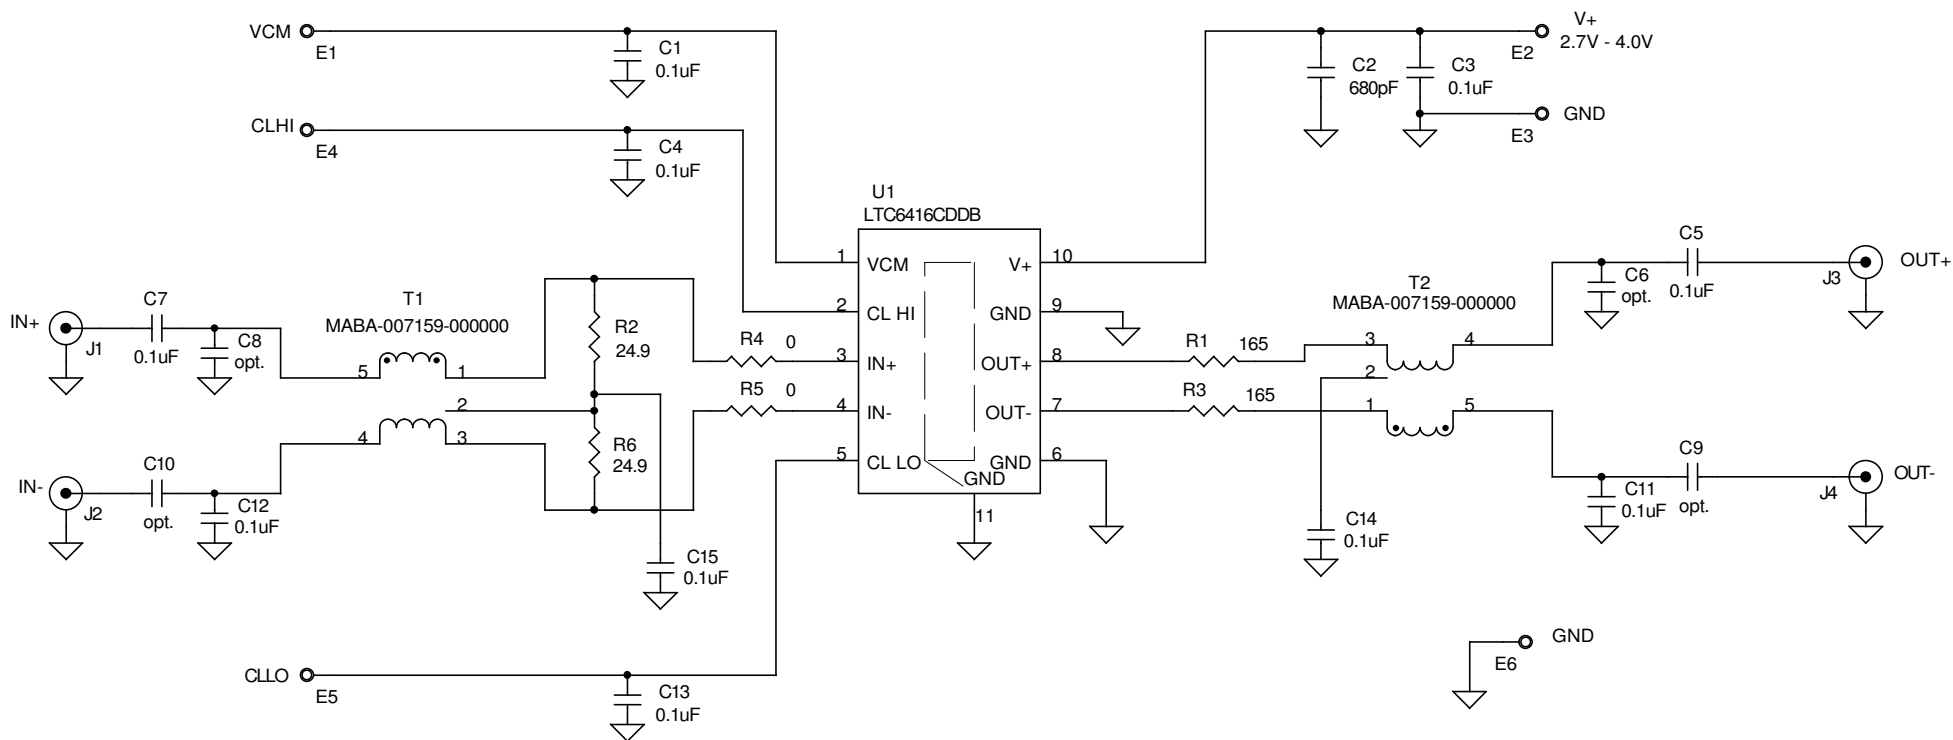 VCM
E1
C1
0.1uF
CLHI
E4
C4
0.1uF
V+
2.7V - 4.0V
E2
C2
680pF
C3
0.1uF
GND
E3
U1
LTC6416CDDB
1
VCM
V+
10
2
CL HI
GND
9
3
IN+
OUT+
8
4
IN-
OUT-
7
5
CL LO
GND
6
GND
11
IN+
J1
C7
0.1uF
C8
opt.
T1
MABA-007159-000000
5
1
2
4
3
R2
24.9
R6
24.9
R4
0
R5
0
IN-
J2
C10
opt.
C12
0.1uF
C15
0.1uF
CLLO
E5
C13
0.1uF
R1
165
R3
165
T2
MABA-007159-000000
3
4
2
1
5
C14
0.1uF
C6
opt.
C5
0.1uF
J3
OUT+
C11
0.1uF
C9
opt.
J4
OUT-
GND
E6